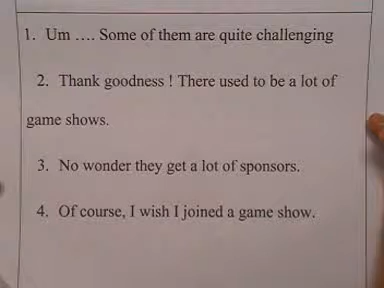 1. Um …. Some of them are quite challenging
2. Thank goodness ! There used to be a lot of
game shows.
3. No wonder they get a lot of sponsors.
4. Of course, I wish I joined a game show.